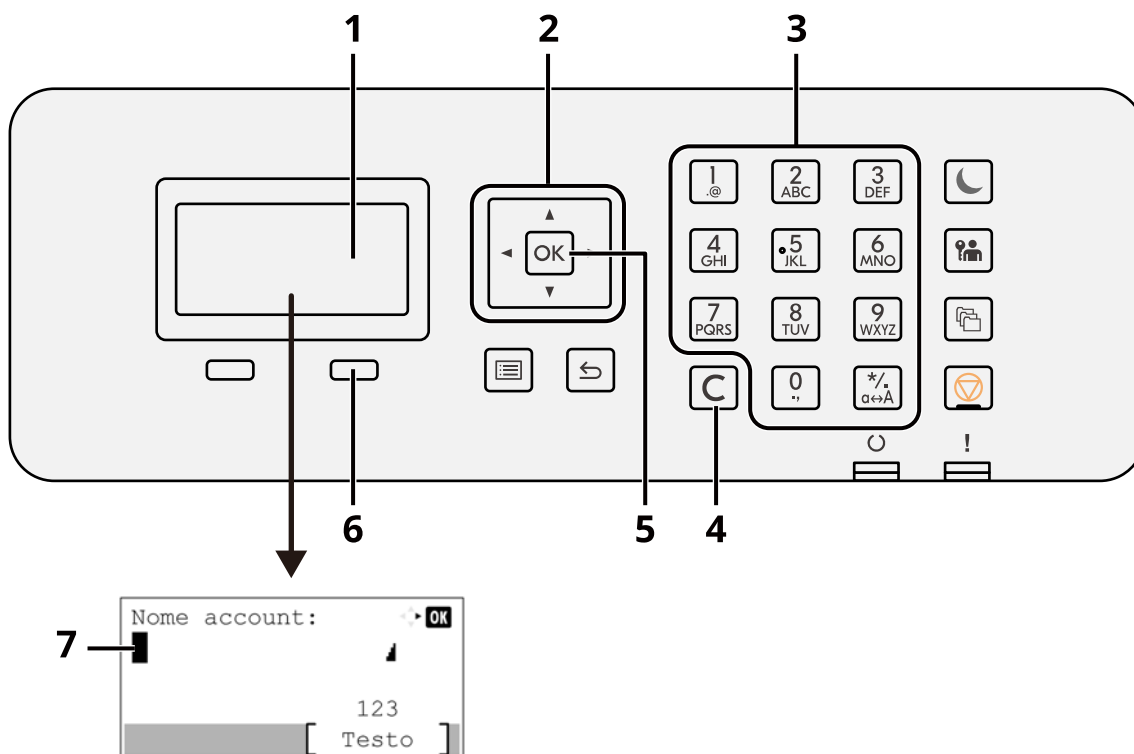 1 2 3
1 .@
2 ABC
3 DEF
4 GHI
5 JKL
6 MNO
OK
7 PQRS
8 TUV
9 WXYZ
C
0 .,
*/. a↔A
!
6 5 4
Nome account: OK
7
123
[ Testo ]